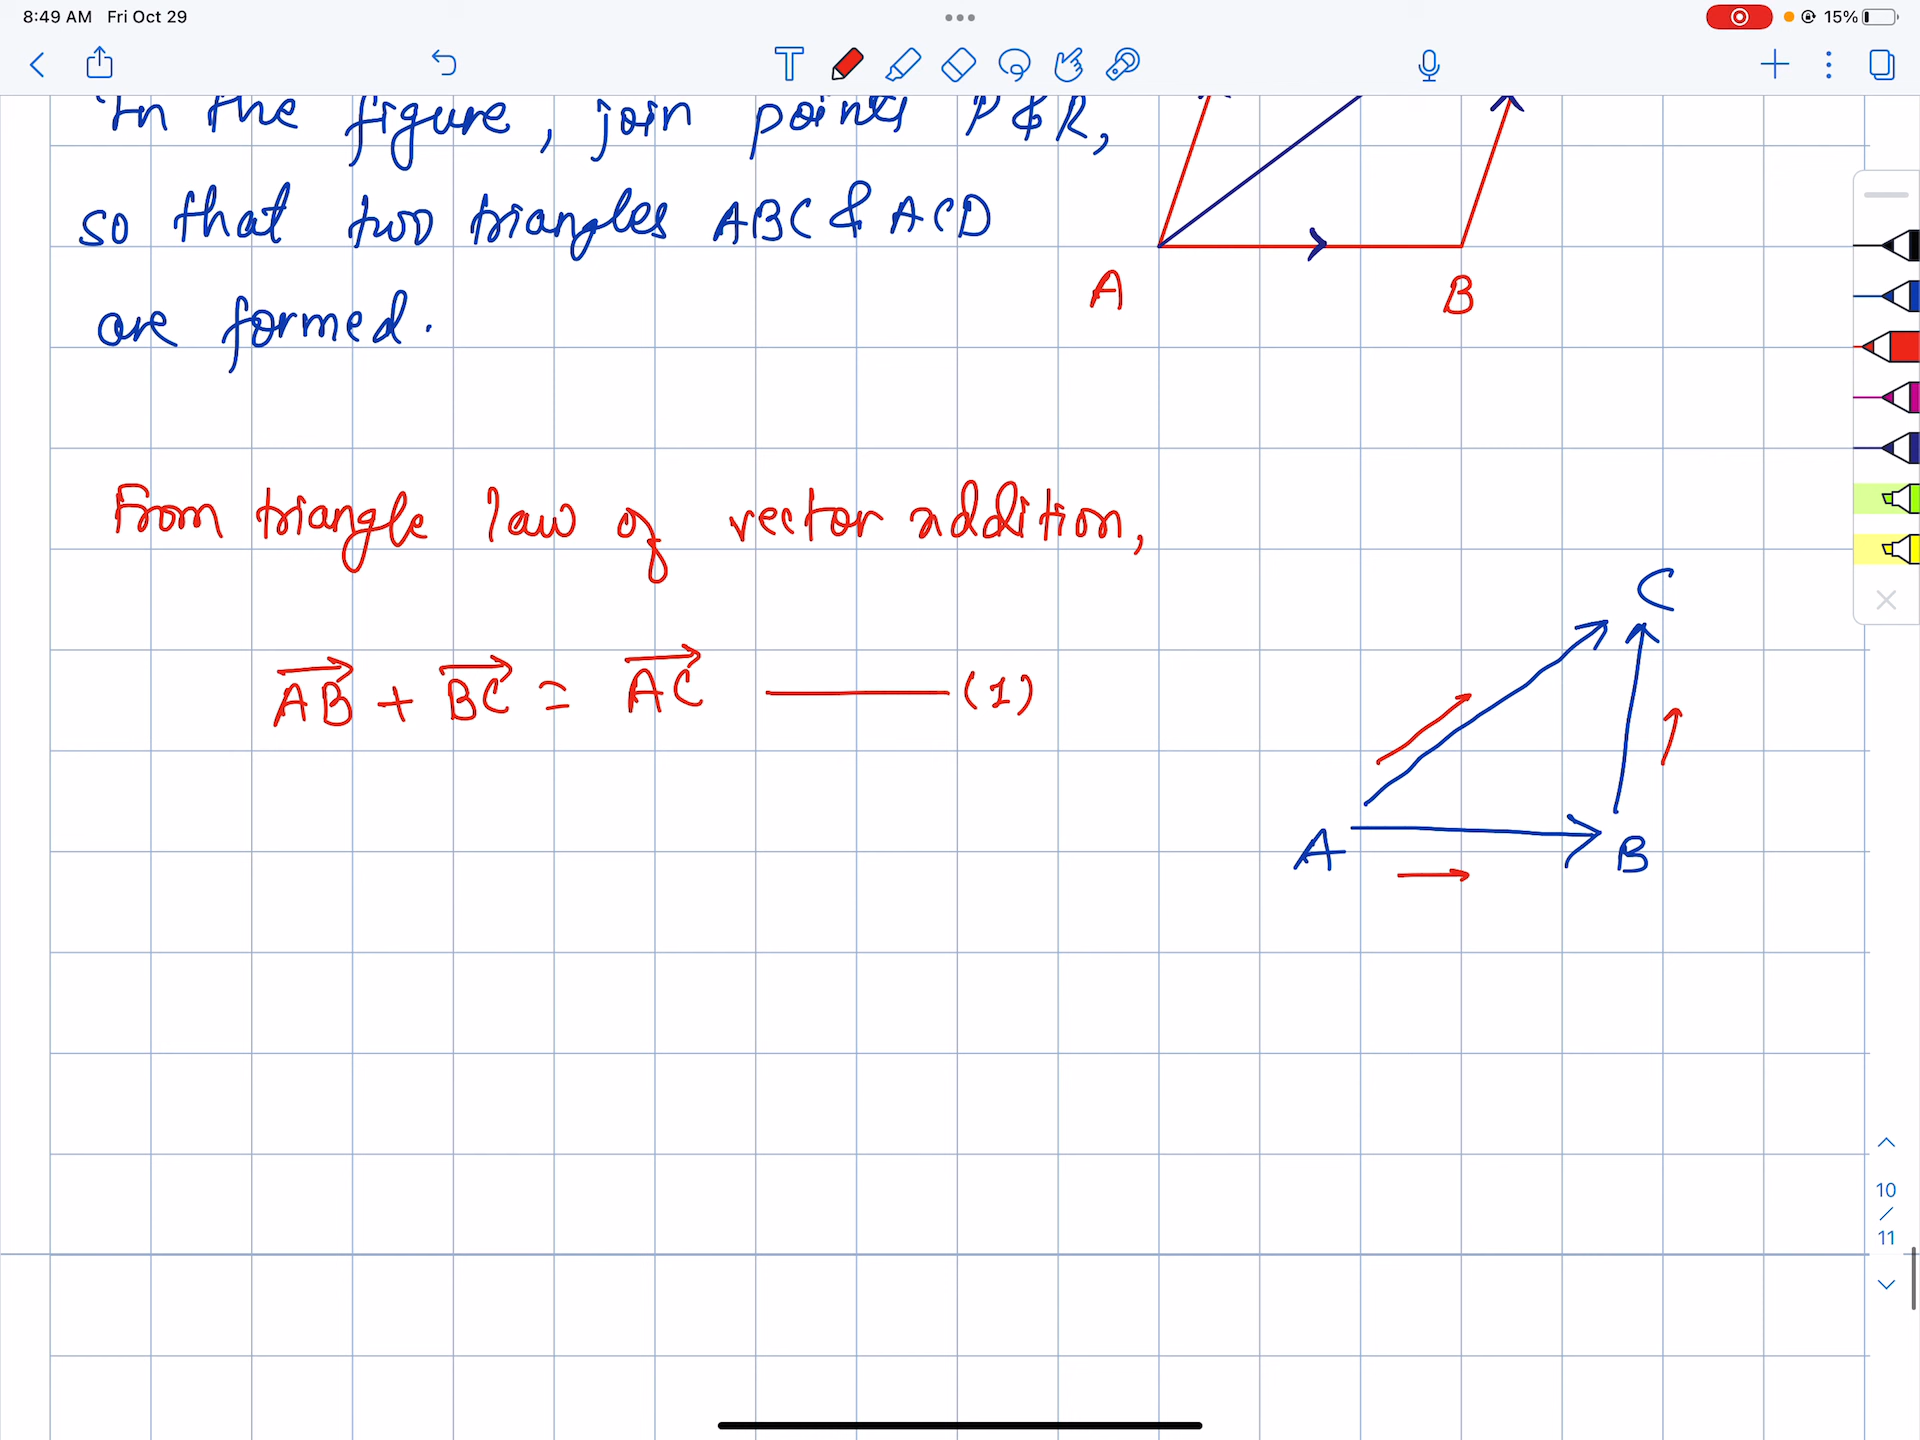 8:49 AM Fri Oct 29
15%
T
In the figure, join points P & R,
so that two triangles ABC & ACD
are formed.
A B
From triangle law of vector addition,
C
AB + BC = AC ——— (1)
A B
10
/
11